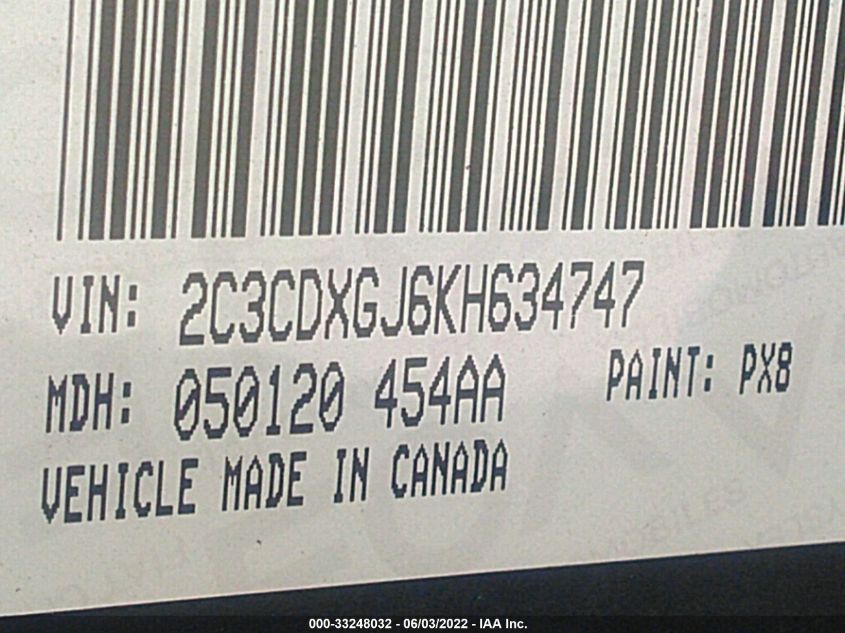 VIN: 2C3CDXGJ6KH634747
MDH: 050120 454AA PAINT: PX8
VEHICLE MADE IN CANADA
000-33248032 - 06/03/2022 - IAA Inc.